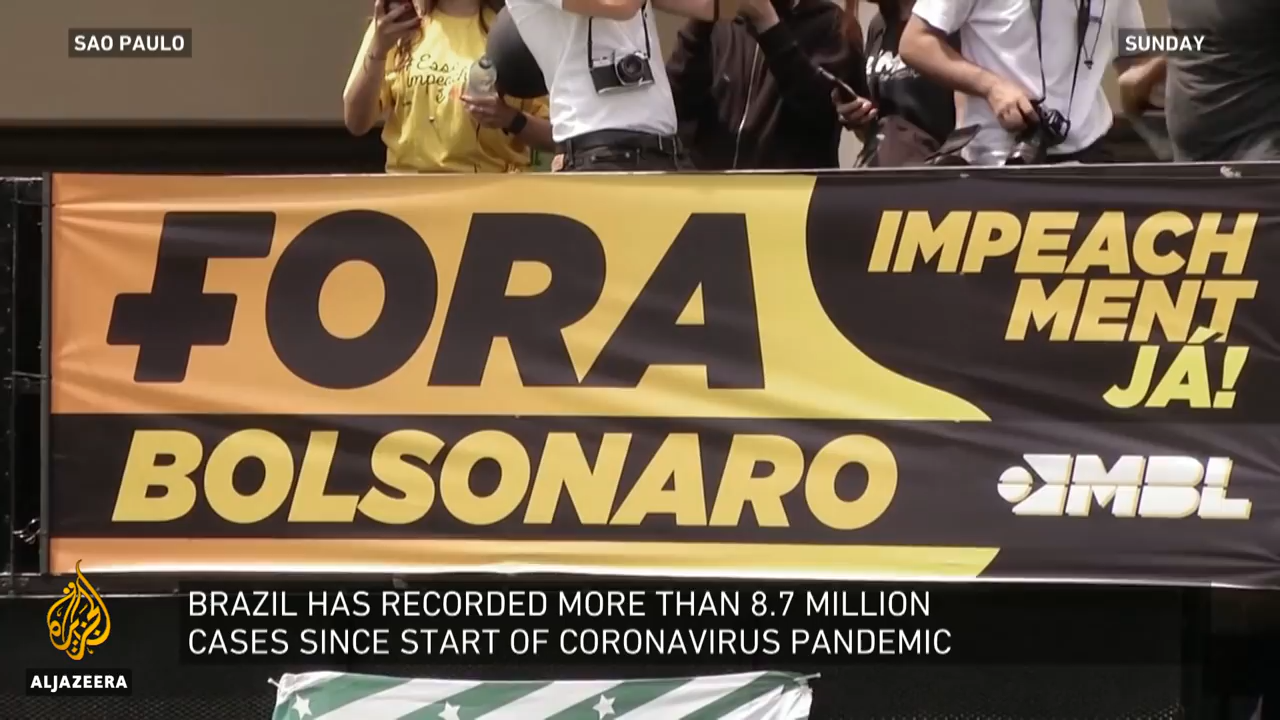 SAO PAULO
SUNDAY
FORA
BOLSONARO
IMPEACH
MENT
JÁ!
MBL
BRAZIL HAS RECORDED MORE THAN 8.7 MILLION
CASES SINCE START OF CORONAVIRUS PANDEMIC
ALJAZEERA